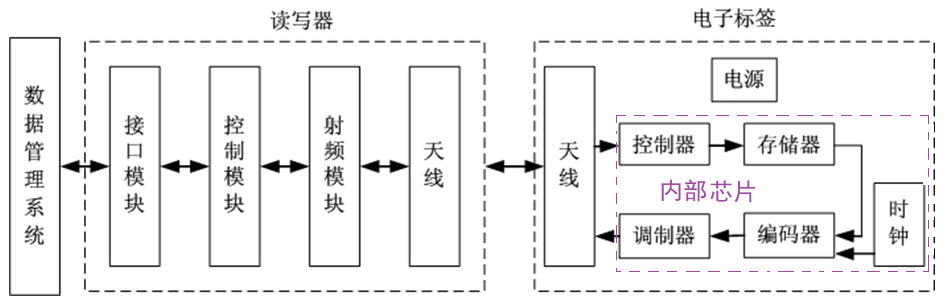 读写器
电子标签
数据管理系统
接口模块
控制模块
射频模块
天线
天线
电源
控制器
存储器
内部芯片
调制器
编码器
时钟